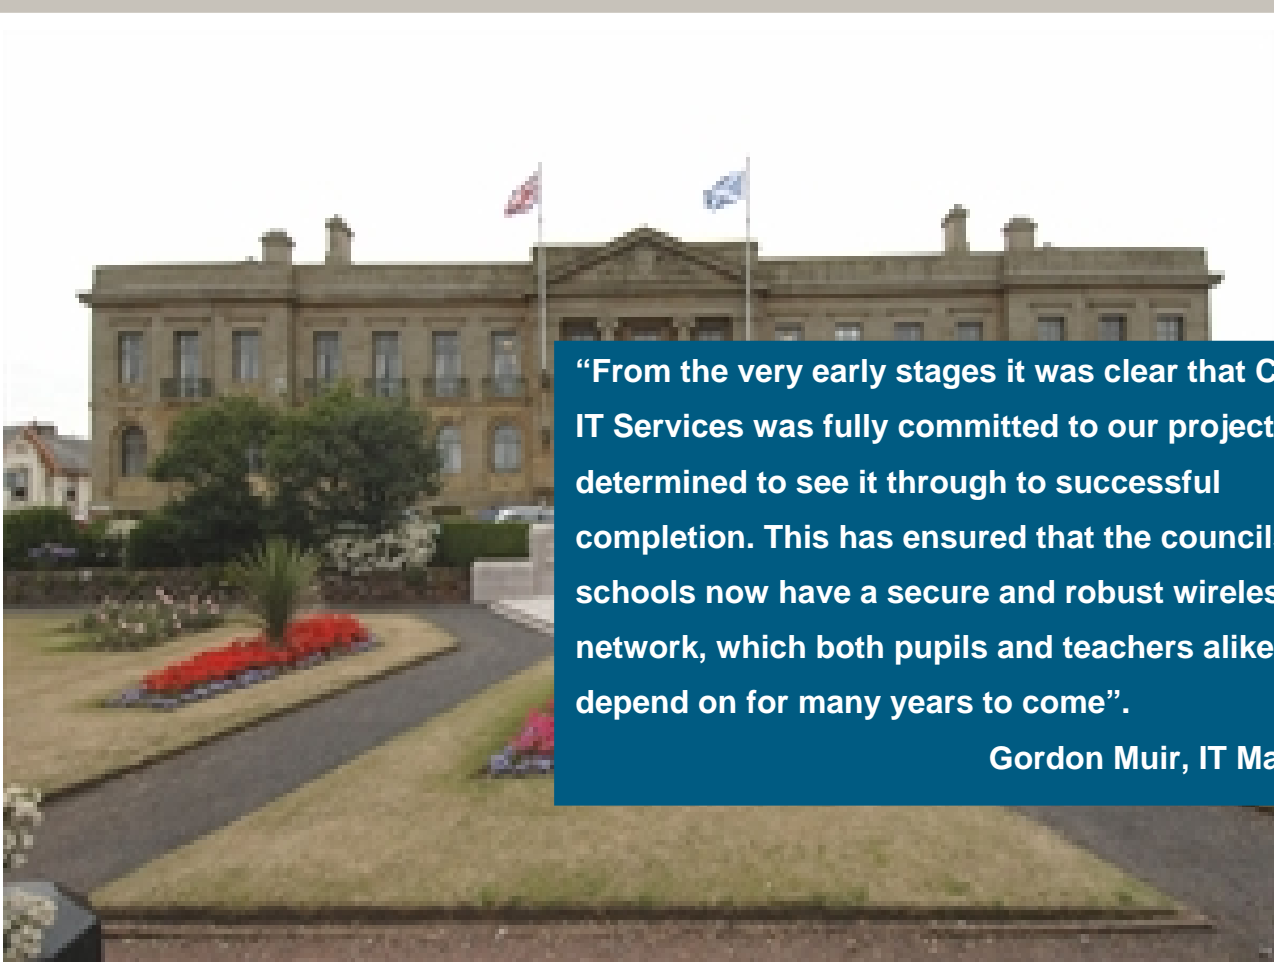 “From the very early stages it was clear that C
IT Services was fully committed to our project
determined to see it through to successful
completion. This has ensured that the council
schools now have a secure and robust wireles
network, which both pupils and teachers alike
depend on for many years to come”.
Gordon Muir, IT Ma